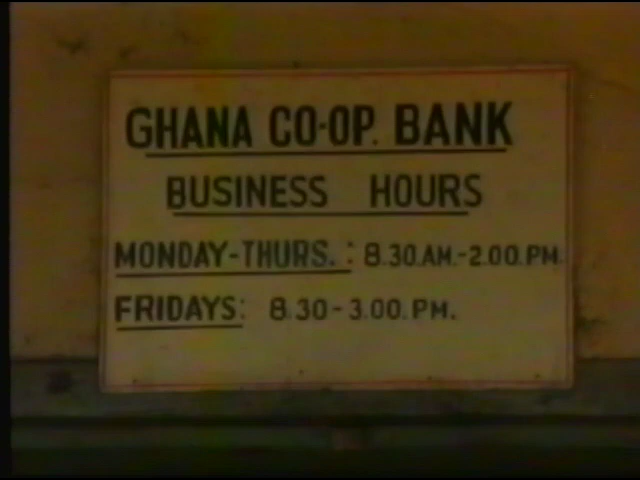 GHANA CO-OP. BANK
BUSINESS HOURS
MONDAY-THURS. : 8.30.AM.-2.00.PM
FRIDAYS: 8.30-3.00.PM.